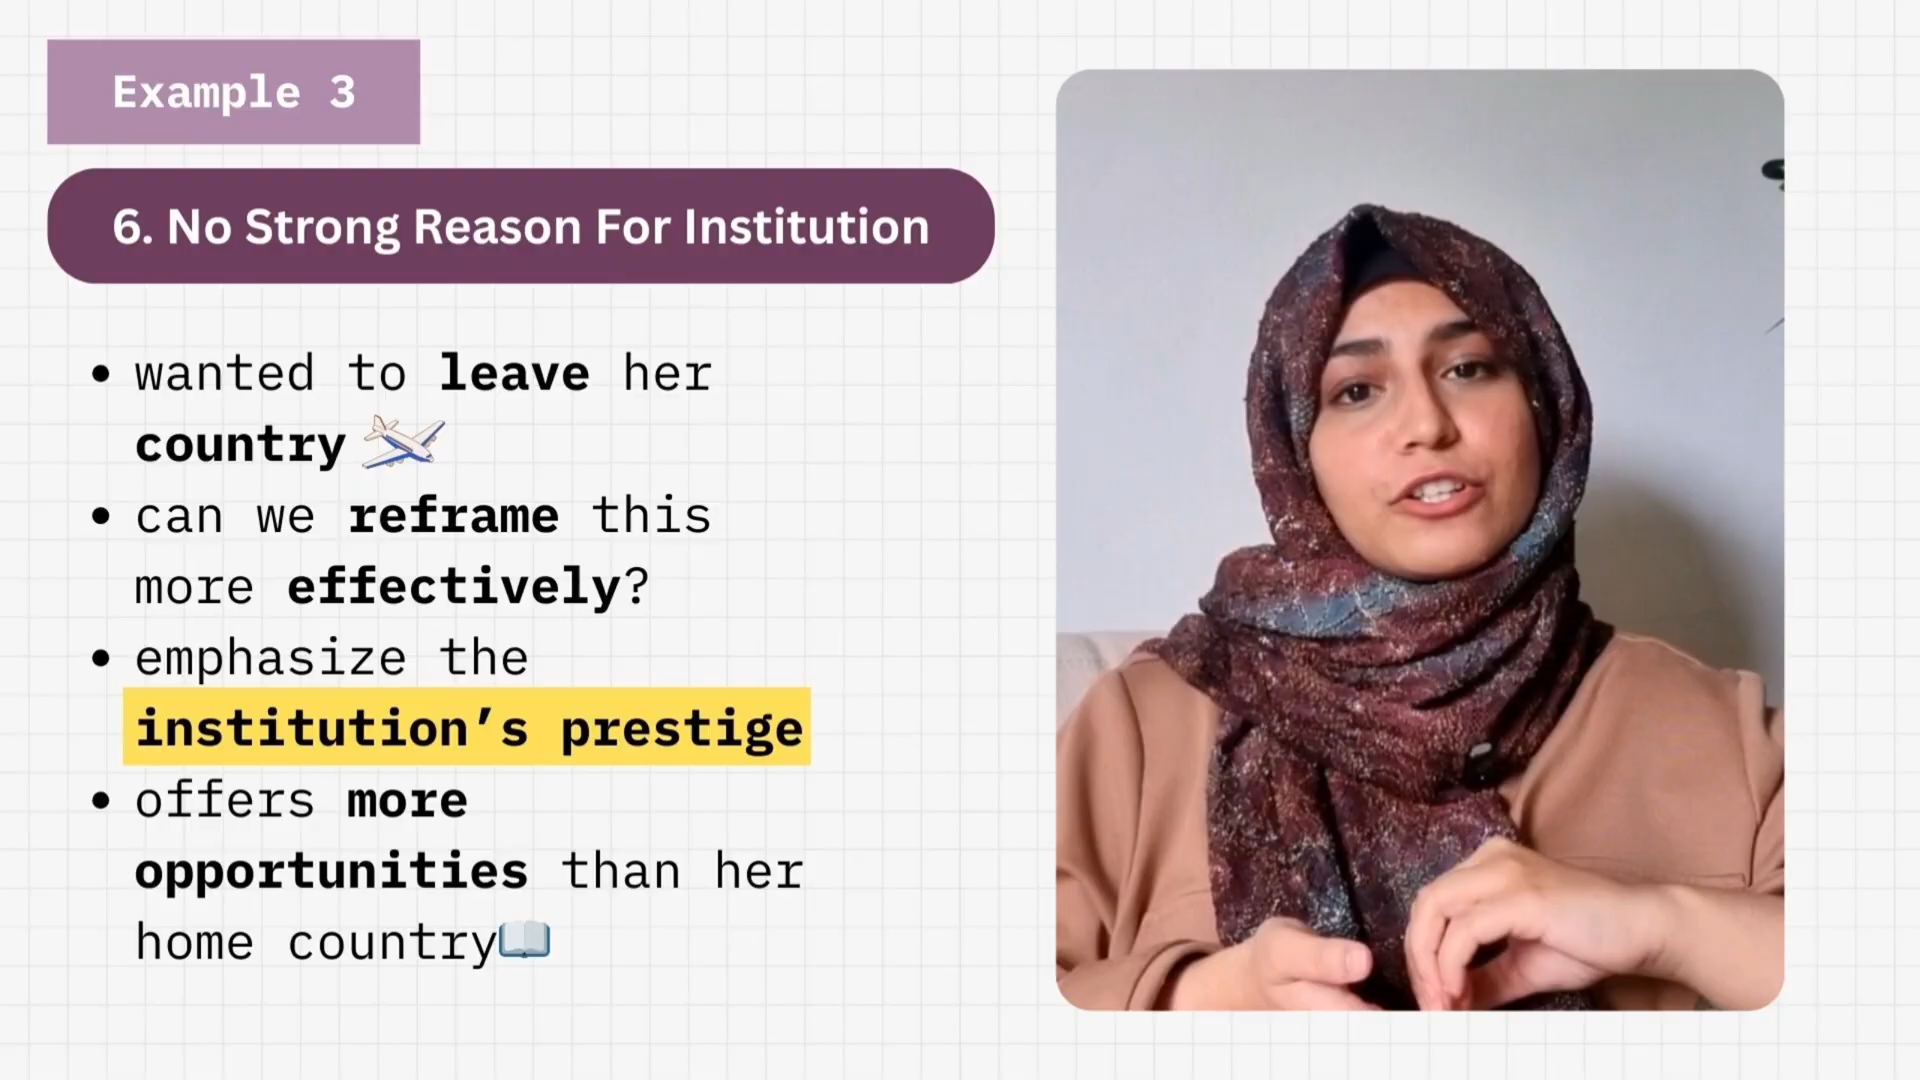 Example 3
6. No Strong Reason For Institution
• wanted to leave her
country
• can we reframe this
more effectively?
• emphasize the
institution’s prestige
• offers more
opportunities than her
home country